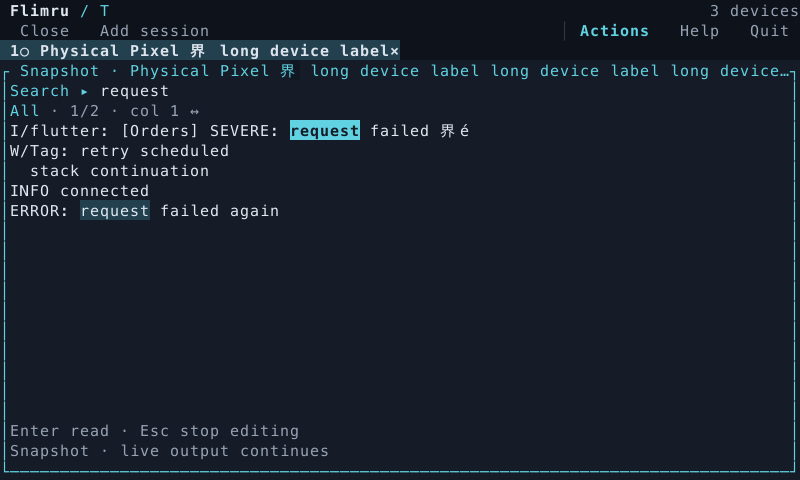 Flimru / T 3 devices
Close Add session Actions Help Quit
1○ Physical Pixel 界 long device label×
Snapshot · Physical Pixel 界 long device label long device label long device…
Search ▸ request
All · 1/2 · col 1 ↔
I/flutter: [Orders] SEVERE: request failed 界 é
W/Tag: retry scheduled
stack continuation
INFO connected
ERROR: request failed again
Enter read · Esc stop editing
Snapshot · live output continues